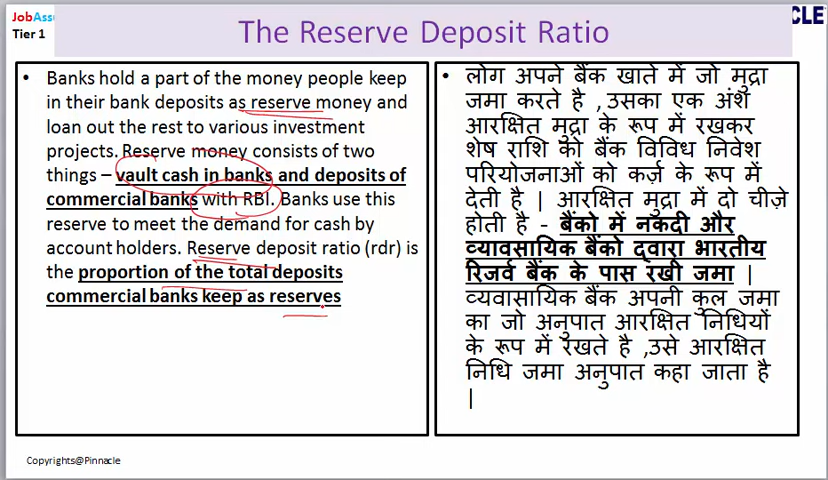 JobAss
Tier 1
CLE
The Reserve Deposit Ratio
• Banks hold a part of the money people keep
in their bank deposits as reserve money and
loan out the rest to various investment
projects. Reserve money consists of two
things – vault cash in banks and deposits of
commercial banks with RBI. Banks use this
reserve to meet the demand for cash by
account holders. Reserve deposit ratio (rdr) is
the proportion of the total deposits
commercial banks keep as reserves
• लोग अपने बैंक खाते में जो मुद्रा
जमा करते है ,उसका एक अंश
आरक्षित मुद्रा के रूप में रखकर
शेष राशि को बैंक विविध निवेश
परियोजनाओं को कर्ज़ के रूप में
देती है | आरक्षित मुद्रा में दो चीज़े
होती है - बैंको में नकदी और
व्यावसायिक बैंको द्वारा भारतीय
रिजर्व बैंक के पास रखी जमा |
व्यवासायिक बैंक अपनी कुल जमा
का जो अनुपात आरक्षित निधियों
के रूप में रखते है ,उसे आरक्षित
निधि जमा अनुपात कहा जाता है
|
Copyrights@Pinnacle